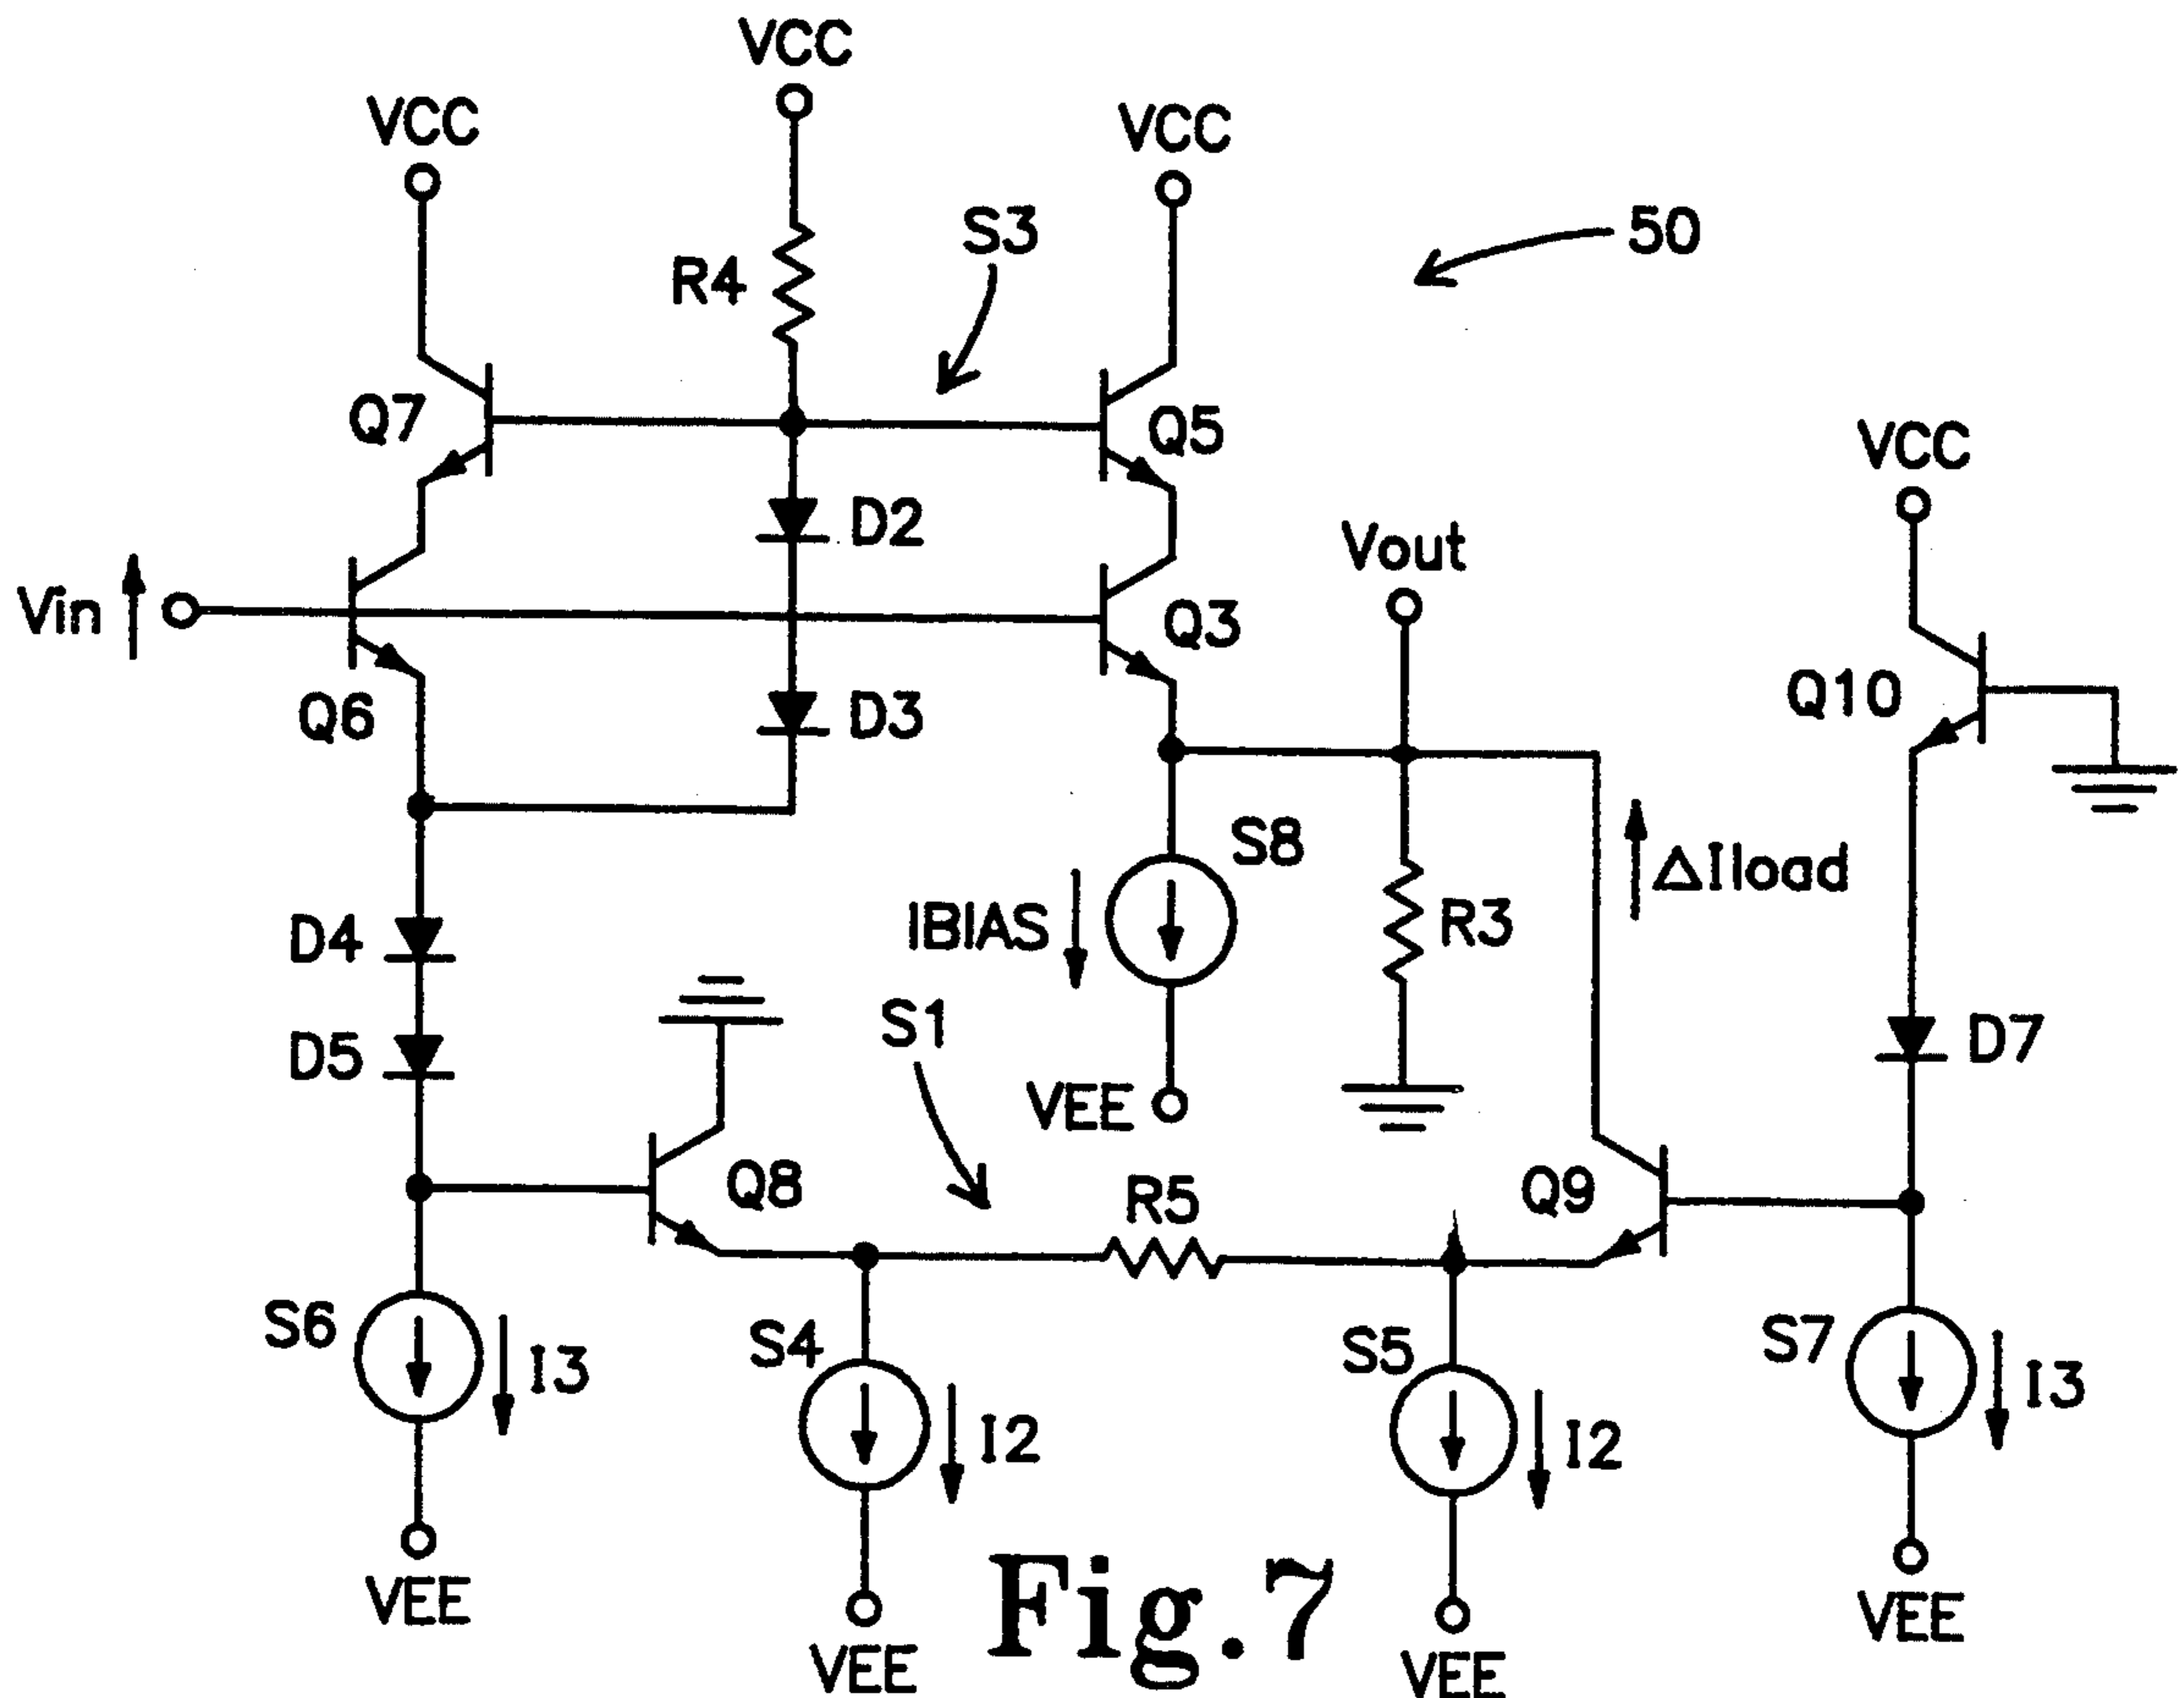 VCC
VCC
VCC
S3
50
R4
Q7
Q5
VCC
D2
Vout
Vin
Q3
Q10
Q6
D3
S8
ΔIload
D4
IBIAS
R3
S1
D5
D7
VEE
Q8
R5
Q9
S6
I3
S4
S5
S7
I3
I2
I2
VEE
VEE
VEE
VEE
Fig.7